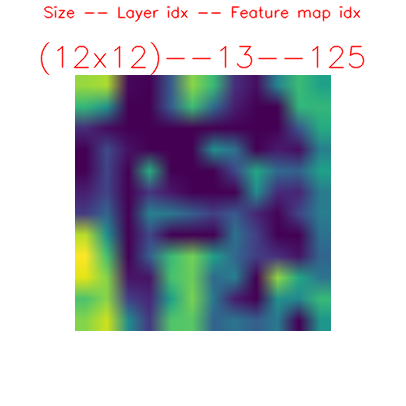 Size -- Layer idx -- Feature map idx
(12x12)--13--125